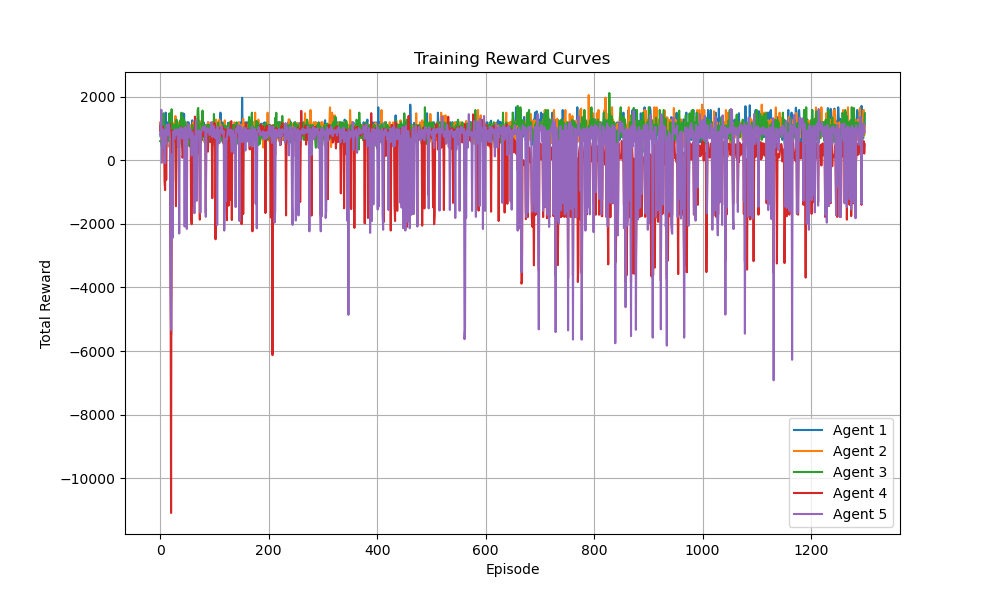 Training Reward Curves
Total Reward
2000
0
−2000
−4000
−6000
−8000
−10000
0 200 400 600 800 1000 1200
Episode
Agent 1
Agent 2
Agent 3
Agent 4
Agent 5